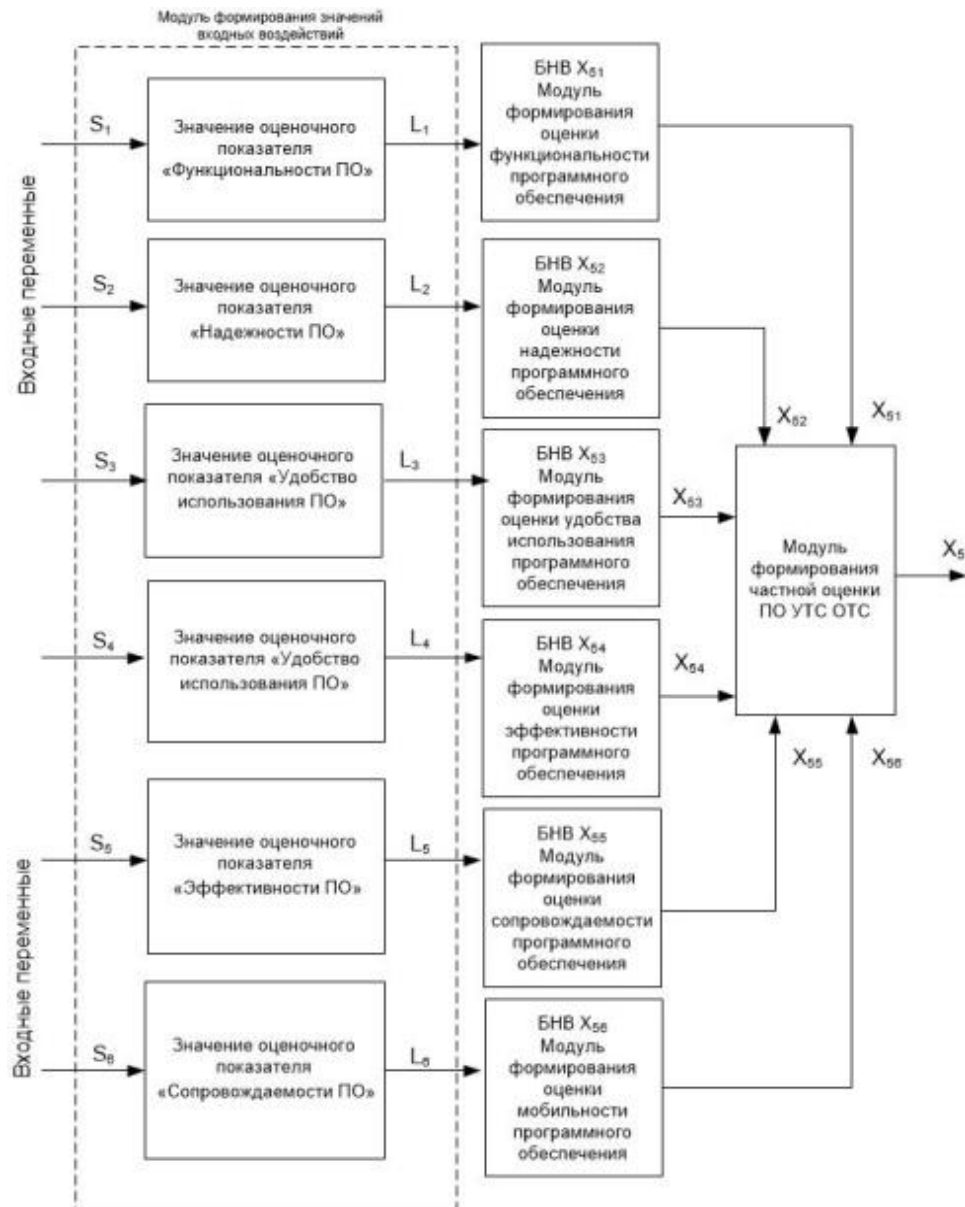 Модуль формирования значений
входных воздействий
Входные переменные
S₁
Значение оценочного
показателя
«Функциональности ПО»
L₁
БНВ X₅₁
Модуль
формирования
оценки
функциональности
программного
обеспечения
S₂
Значение оценочного
показателя
«Надежности ПО»
L₂
БНВ X₅₂
Модуль
формирования
оценки
надежности
программного
обеспечения
S₃
Значение оценочного
показателя «Удобство
использования ПО»
L₃
БНВ X₅₃
Модуль
формирования
оценки удобства
использования
программного
обеспечения
X₅₂
X₅₁
X₅₃
Модуль
формирования
частной оценки
ПО УТС ОТС
X₅
S₄
Значение оценочного
показателя «Удобство
использования ПО»
L₄
БНВ X₅₄
Модуль
формирования
оценки
эффективности
программного
обеспечения
X₅₄
X₅₅
X₅₆
Входные переменные
S₅
Значение оценочного
показателя
«Эффективности ПО»
L₅
БНВ X₅₅
Модуль
формирования
оценки
сопровождаемости
программного
обеспечения
S₆
Значение оценочного
показателя
«Сопровождаемости ПО»
L₆
БНВ X₅₆
Модуль
формирования
оценки
мобильности
программного
обеспечения